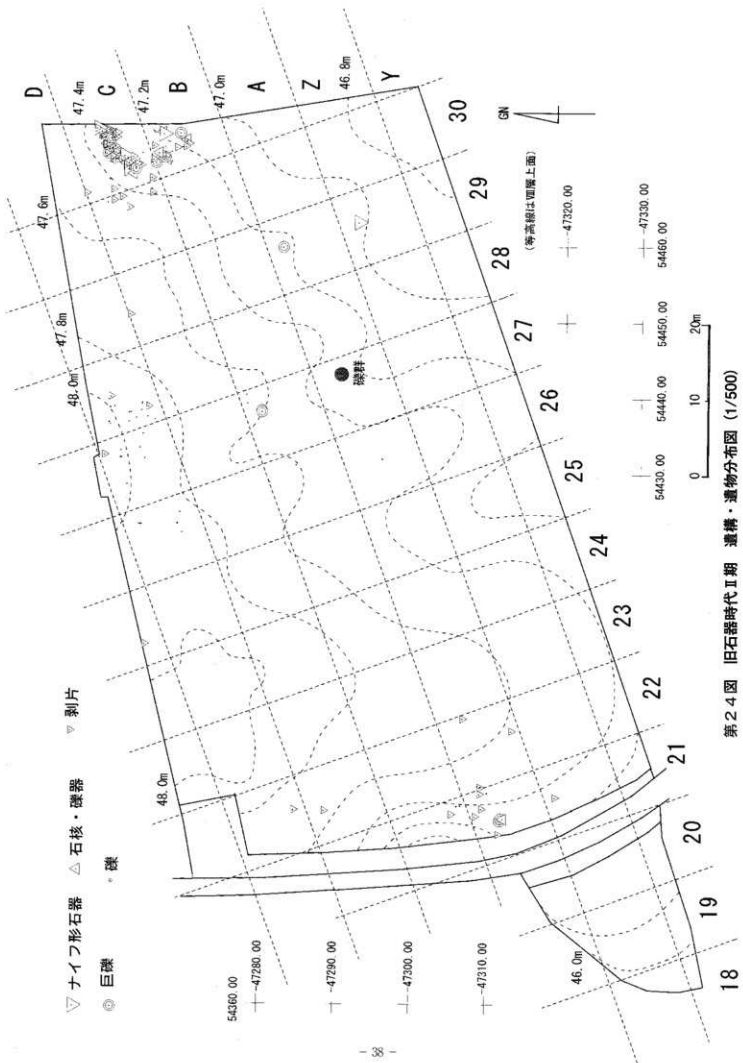 ▽ ナイフ形石器 △ 石核・礫器 ▽ 剥片
◎ 巨礫 ・ 礫
D
C
B
A
Z
Y
47.4m
47.2m
47.0m
46.8m
47.6m
47.8m
48.0m
48.0m
46.0m
礫群
30
29
28
27
26
25
24
23
22
21
20
19
18
GN
(等高線はⅦ層上面)
-47320.00
-47330.00
54460.00
54450.00
54440.00
54430.00
54360.00
-47280.00
-47290.00
-47300.00
-47310.00
0 10 20m
第24図 旧石器時代Ⅱ期 遺構・遺物分布図 (1/500)
- 38 -